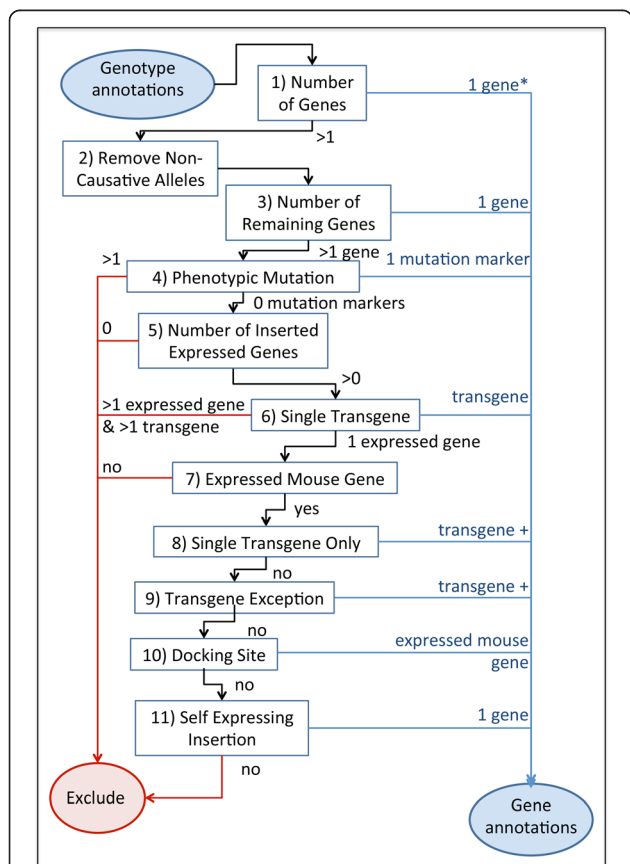 Genotype
annotations
1) Number
of Genes
1 gene*
>1
2) Remove Non-
Causative Alleles
3) Number of
Remaining Genes
1 gene
>1 gene
>1
4) Phenotypic Mutation
1 mutation marker
0 mutation markers
0
5) Number of Inserted
Expressed Genes
>0
>1 expressed gene
& >1 transgene
6) Single Transgene
transgene
1 expressed gene
no
7) Expressed Mouse Gene
yes
8) Single Transgene Only
transgene +
no
9) Transgene Exception
transgene +
no
10) Docking Site
expressed mouse
gene
no
11) Self Expressing
Insertion
1 gene
no
Exclude
Gene
annotations